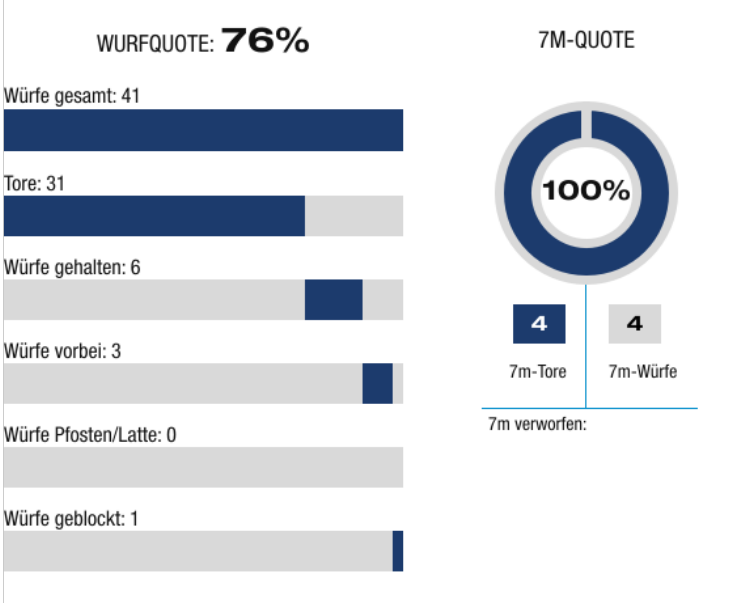 WURFQUOTE: 76%
Würfe gesamt: 41
Tore: 31
Würfe gehalten: 6
Würfe vorbei: 3
Würfe Pfosten/Latte: 0
Würfe geblockt: 1
7M-QUOTE
100%
4 4
7m-Tore 7m-Würfe
7m verworfen: